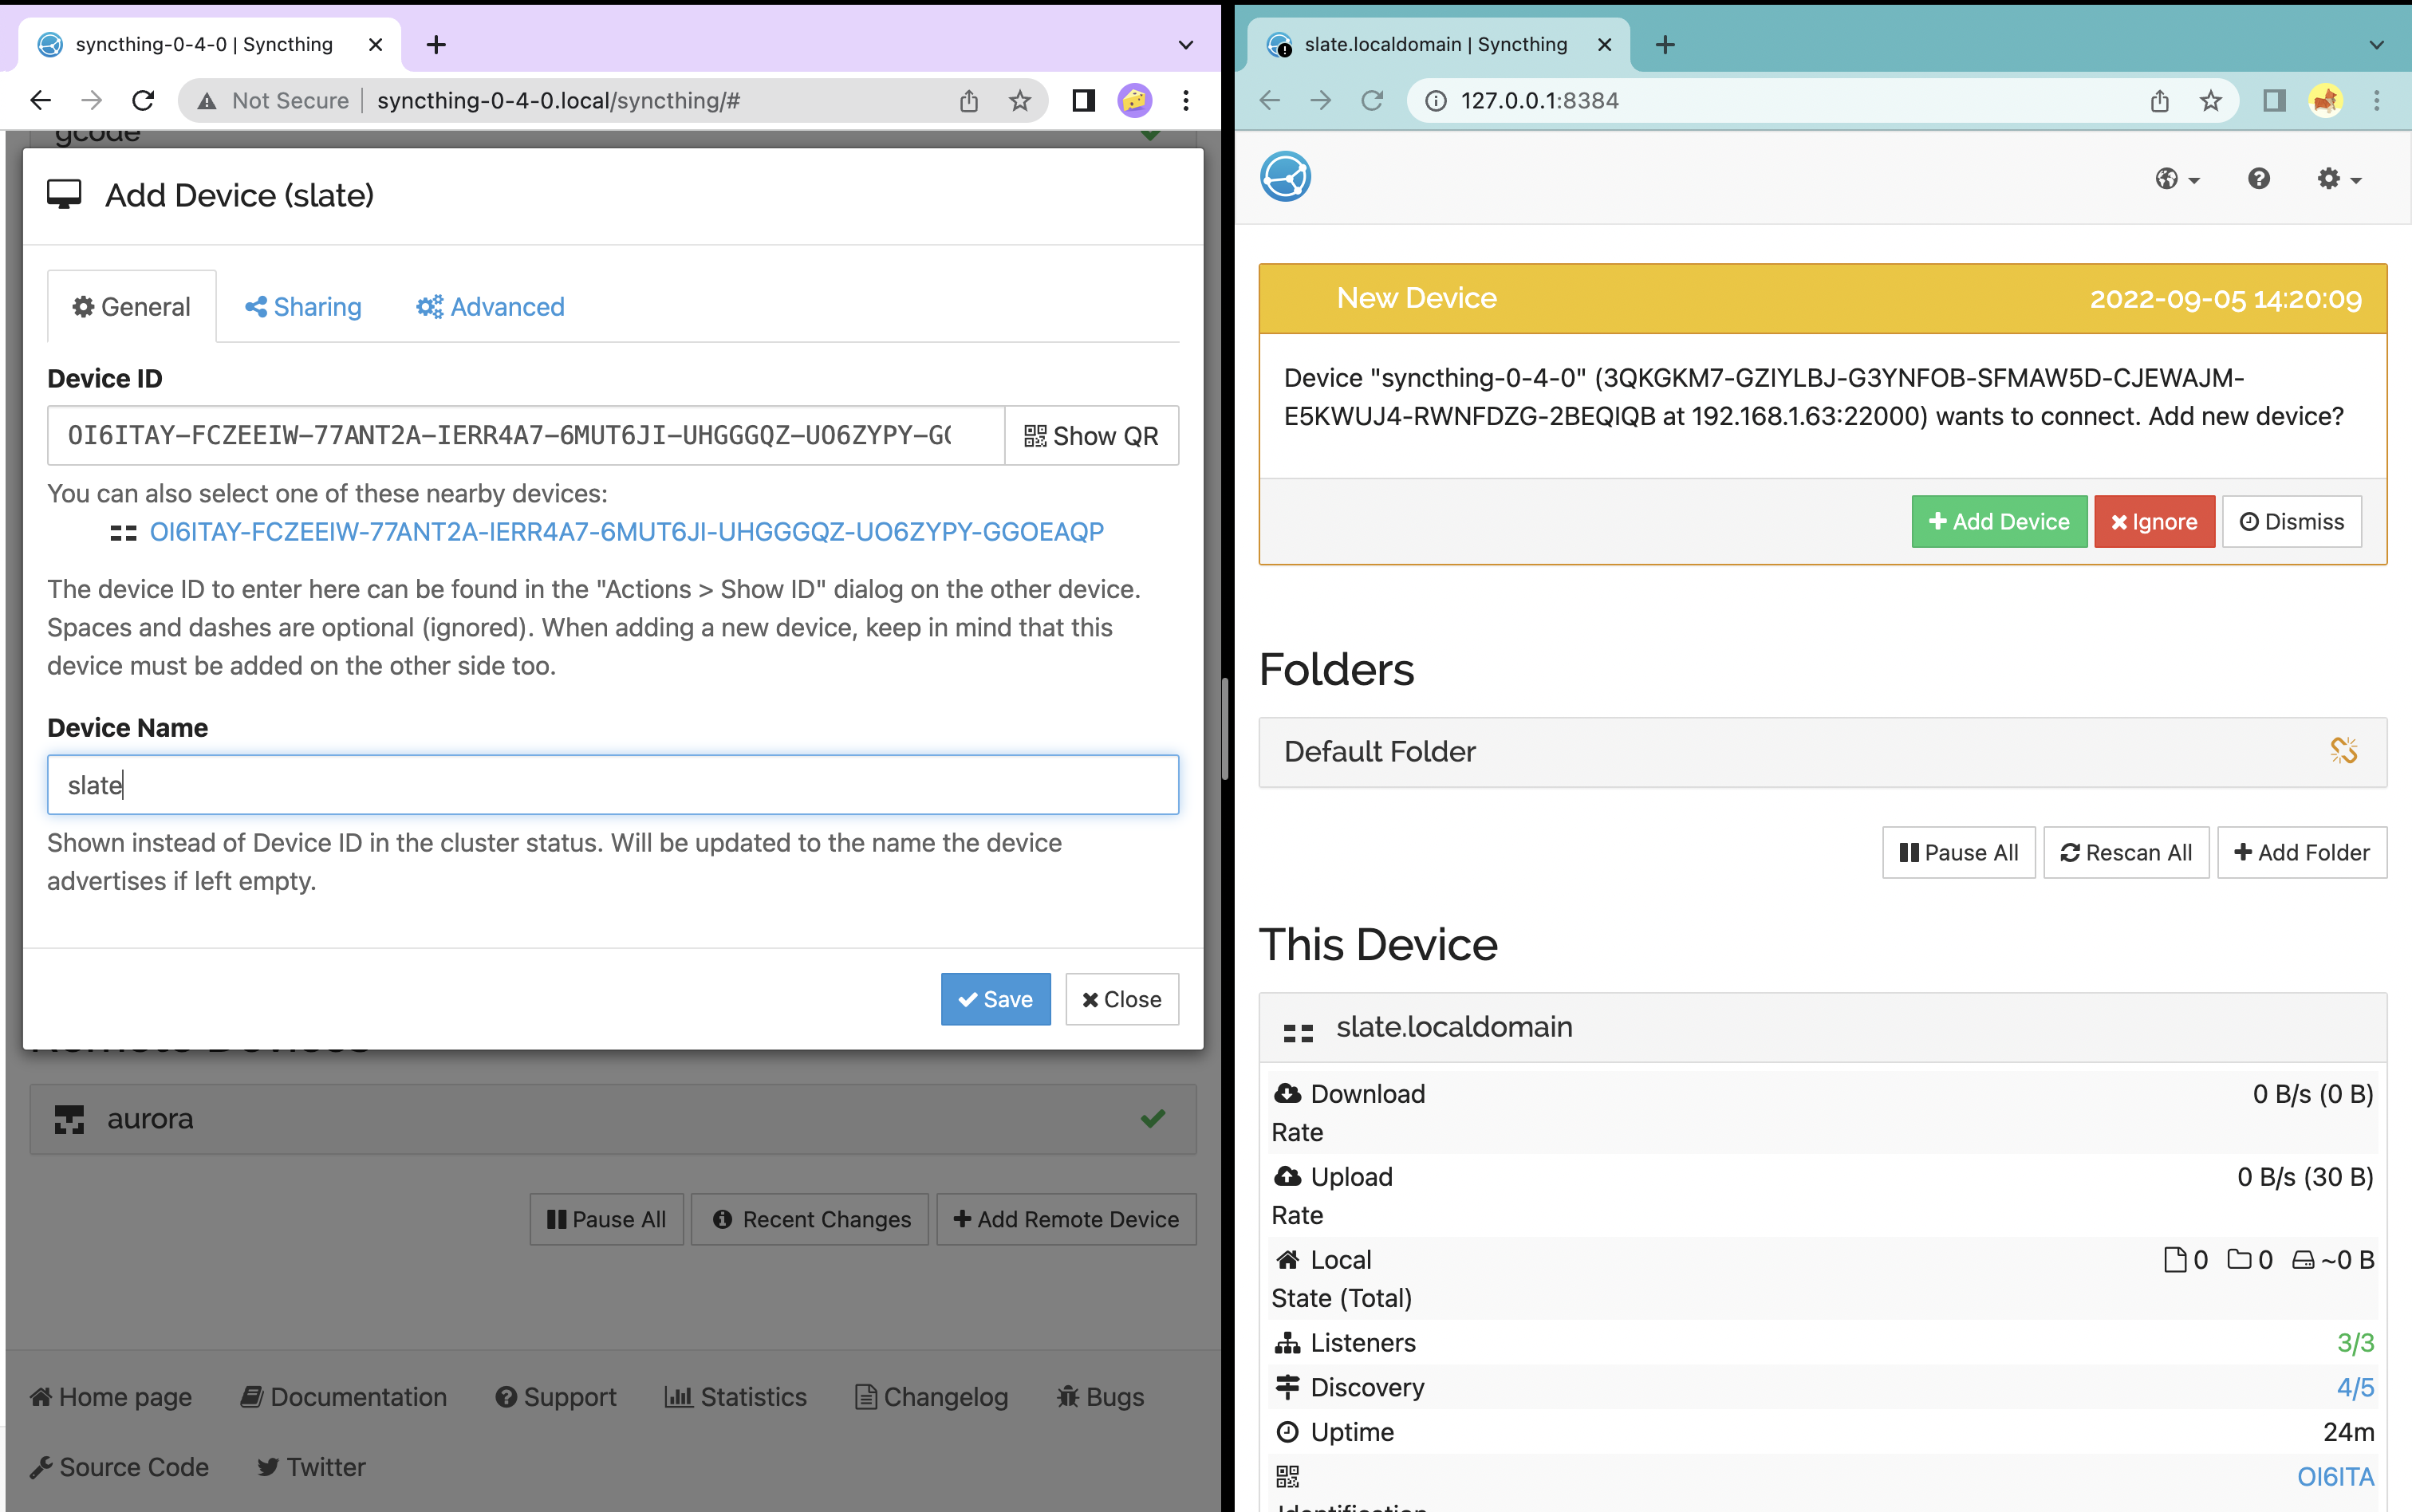 syncthing-0-4-0 | Syncthing
Not Secure syncthing-0-4-0.local/syncthing/#
gcode
Add Device (slate)
General Sharing Advanced
Device ID
OI6ITAY-FCZEEIW-77ANT2A-IERR4A7-6MUT6JI-UHGGGQZ-UO6ZYPY-GG Show QR
You can also select one of these nearby devices:
OI6ITAY-FCZEEIW-77ANT2A-IERR4A7-6MUT6JI-UHGGGQZ-UO6ZYPY-GGOEAQP
The device ID to enter here can be found in the "Actions > Show ID" dialog on the other device.
Spaces and dashes are optional (ignored). When adding a new device, keep in mind that this
device must be added on the other side too.
Device Name
slate
Shown instead of Device ID in the cluster status. Will be updated to the name the device
advertises if left empty.
Save Close
Remote Devices
aurora
Pause All Recent Changes Add Remote Device
Home page Documentation Support Statistics Changelog Bugs
Source Code Twitter
slate.localdomain | Syncthing
127.0.0.1:8384
New Device 2022-09-05 14:20:09
Device "syncthing-0-4-0" (3QKGKM7-GZIYLBJ-G3YNFOB-SFMAW5D-CJEWAJM-
E5KWUJ4-RWNFDZG-2BEQIQB at 192.168.1.63:22000) wants to connect. Add new device?
Add Device Ignore Dismiss
Folders
Default Folder
Pause All Rescan All Add Folder
This Device
slate.localdomain
Download 0 B/s (0 B)
Rate
Upload 0 B/s (30 B)
Rate
Local 0 0 ~0 B
State (Total)
Listeners 3/3
Discovery 4/5
Uptime 24m
OI6ITA
Identification